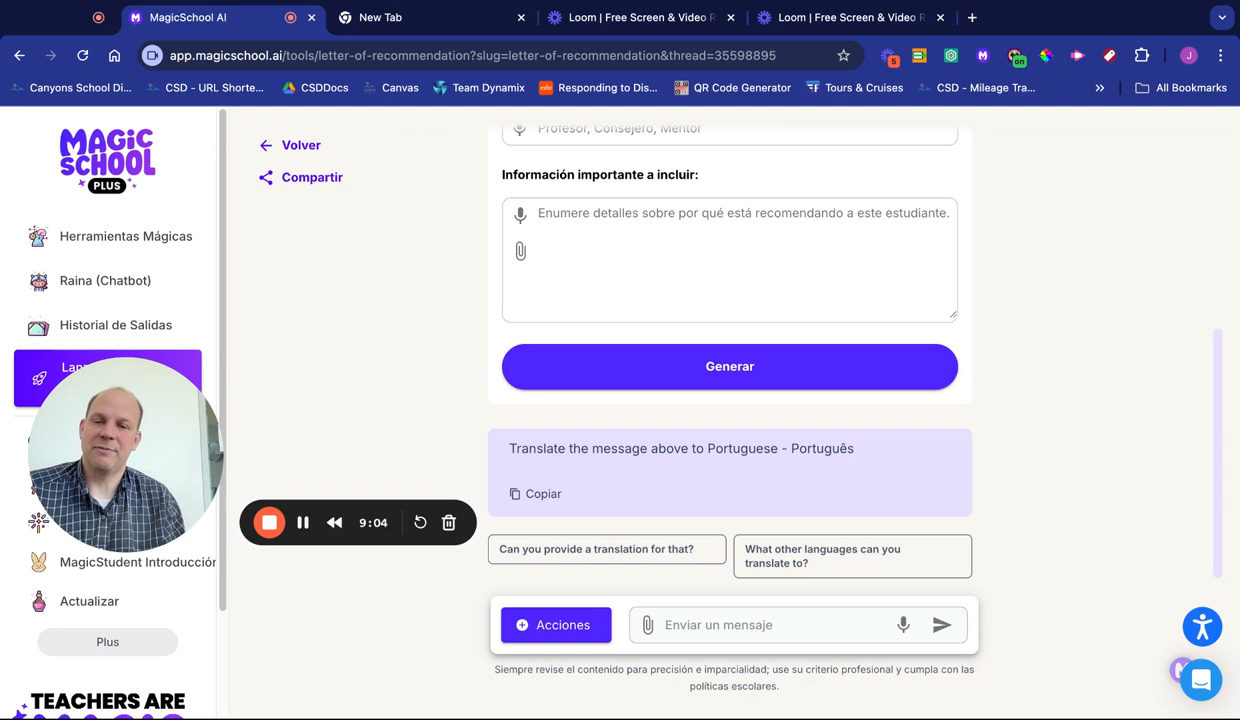 MagicSchool AI
New Tab
Loom | Free Screen & Video R
Loom | Free Screen & Video R
app.magicschool.ai/tools/letter-of-recommendation?slug=letter-of-recommendation&thread=35598895
5
on
J
Canyons School Di...
CSD - URL Shorte...
CSDDocs
Canvas
Team Dynamix
Responding to Dis...
QR Code Generator
Tours & Cruises
CSD - Mileage Tra...
»
All Bookmarks
MAGiC
SCHOOL
PLUS
Volver
Compartir
Profesor, Consejero, Mentor
Información importante a incluir:
Enumere detalles sobre por qué está recomendando a este estudiante.
Generar
Herramientas Mágicas
Raina (Chatbot)
Historial de Salidas
MagicStudent Introducción
Actualizar
Plus
TEACHERS ARE
9:04
Translate the message above to Portuguese - Português
Copiar
Can you provide a translation for that?
What other languages can you
translate to?
Acciones
Enviar un mensaje
Siempre revise el contenido para precisión e imparcialidad; use su criterio profesional y cumpla con las
políticas escolares.